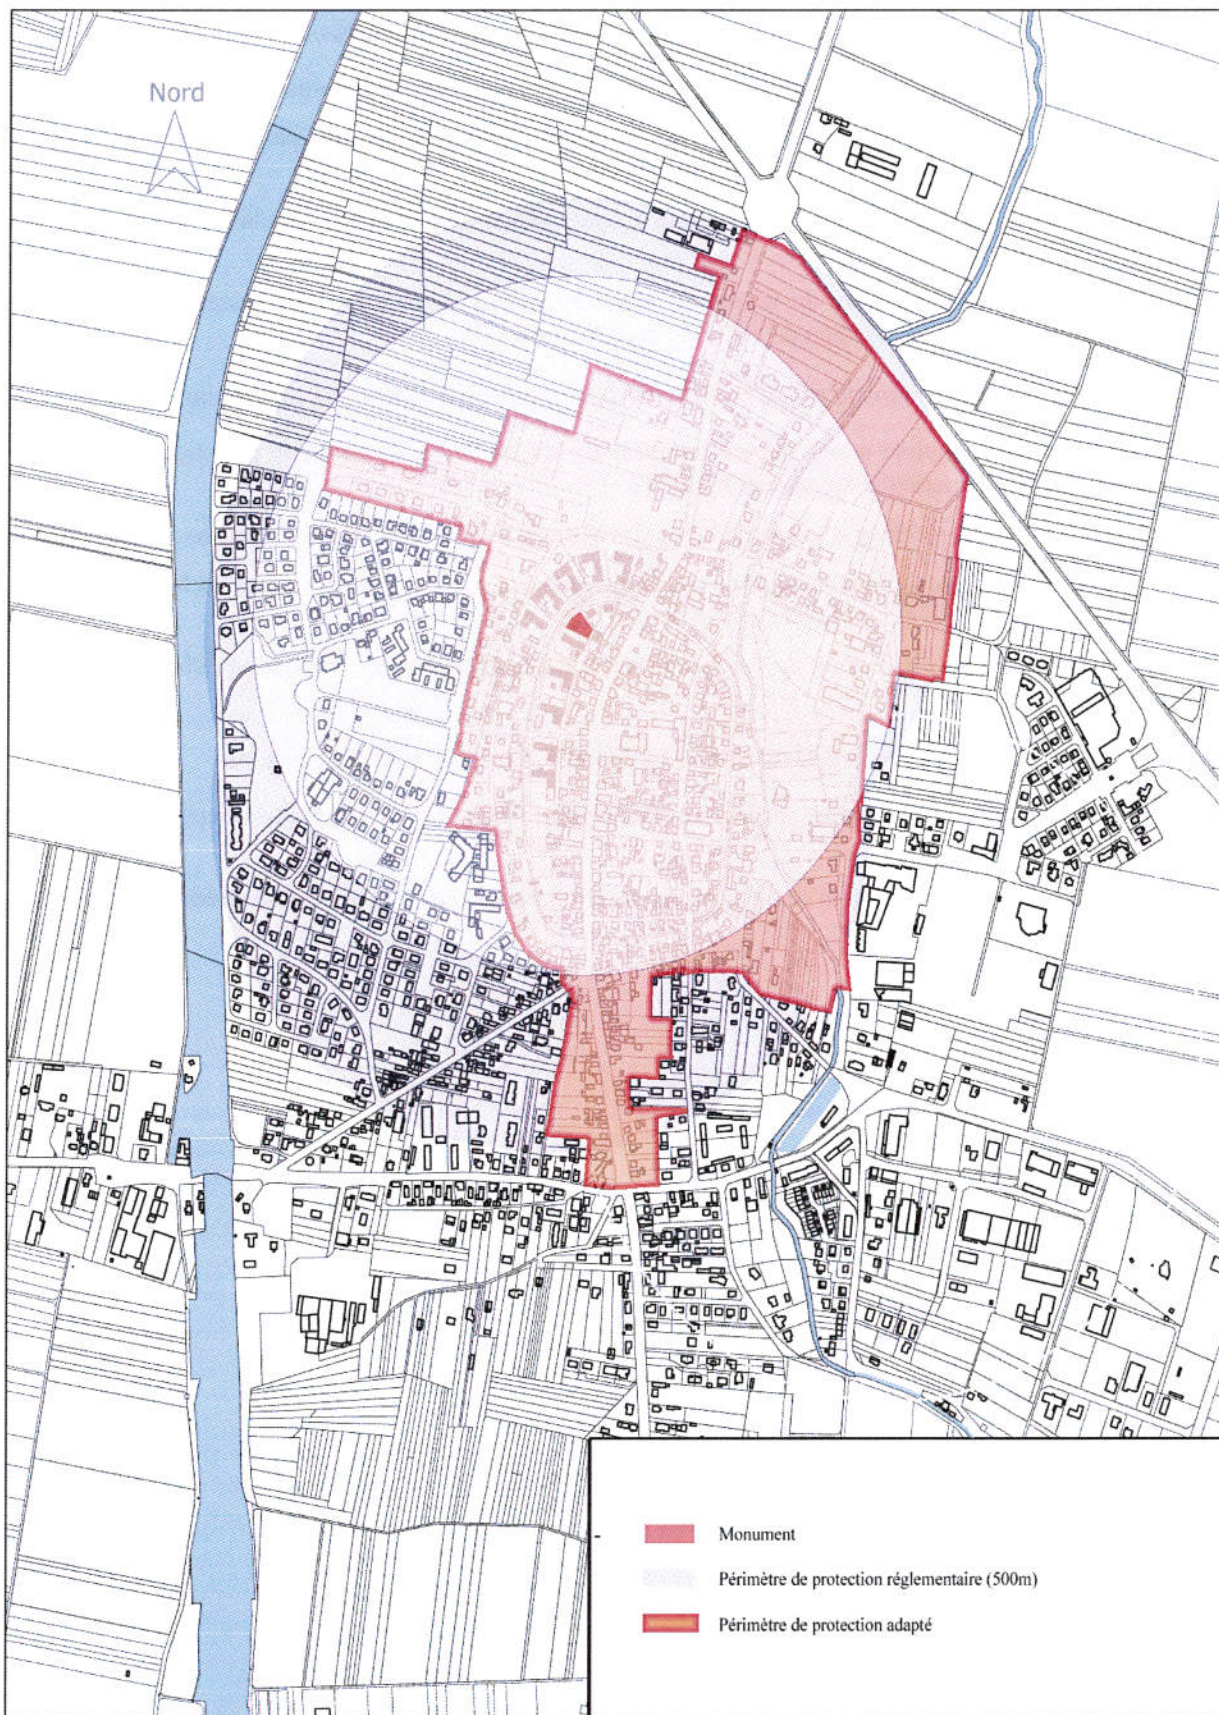 Nord
Monument
Périmètre de protection réglementaire (500m)
Périmètre de protection adapté